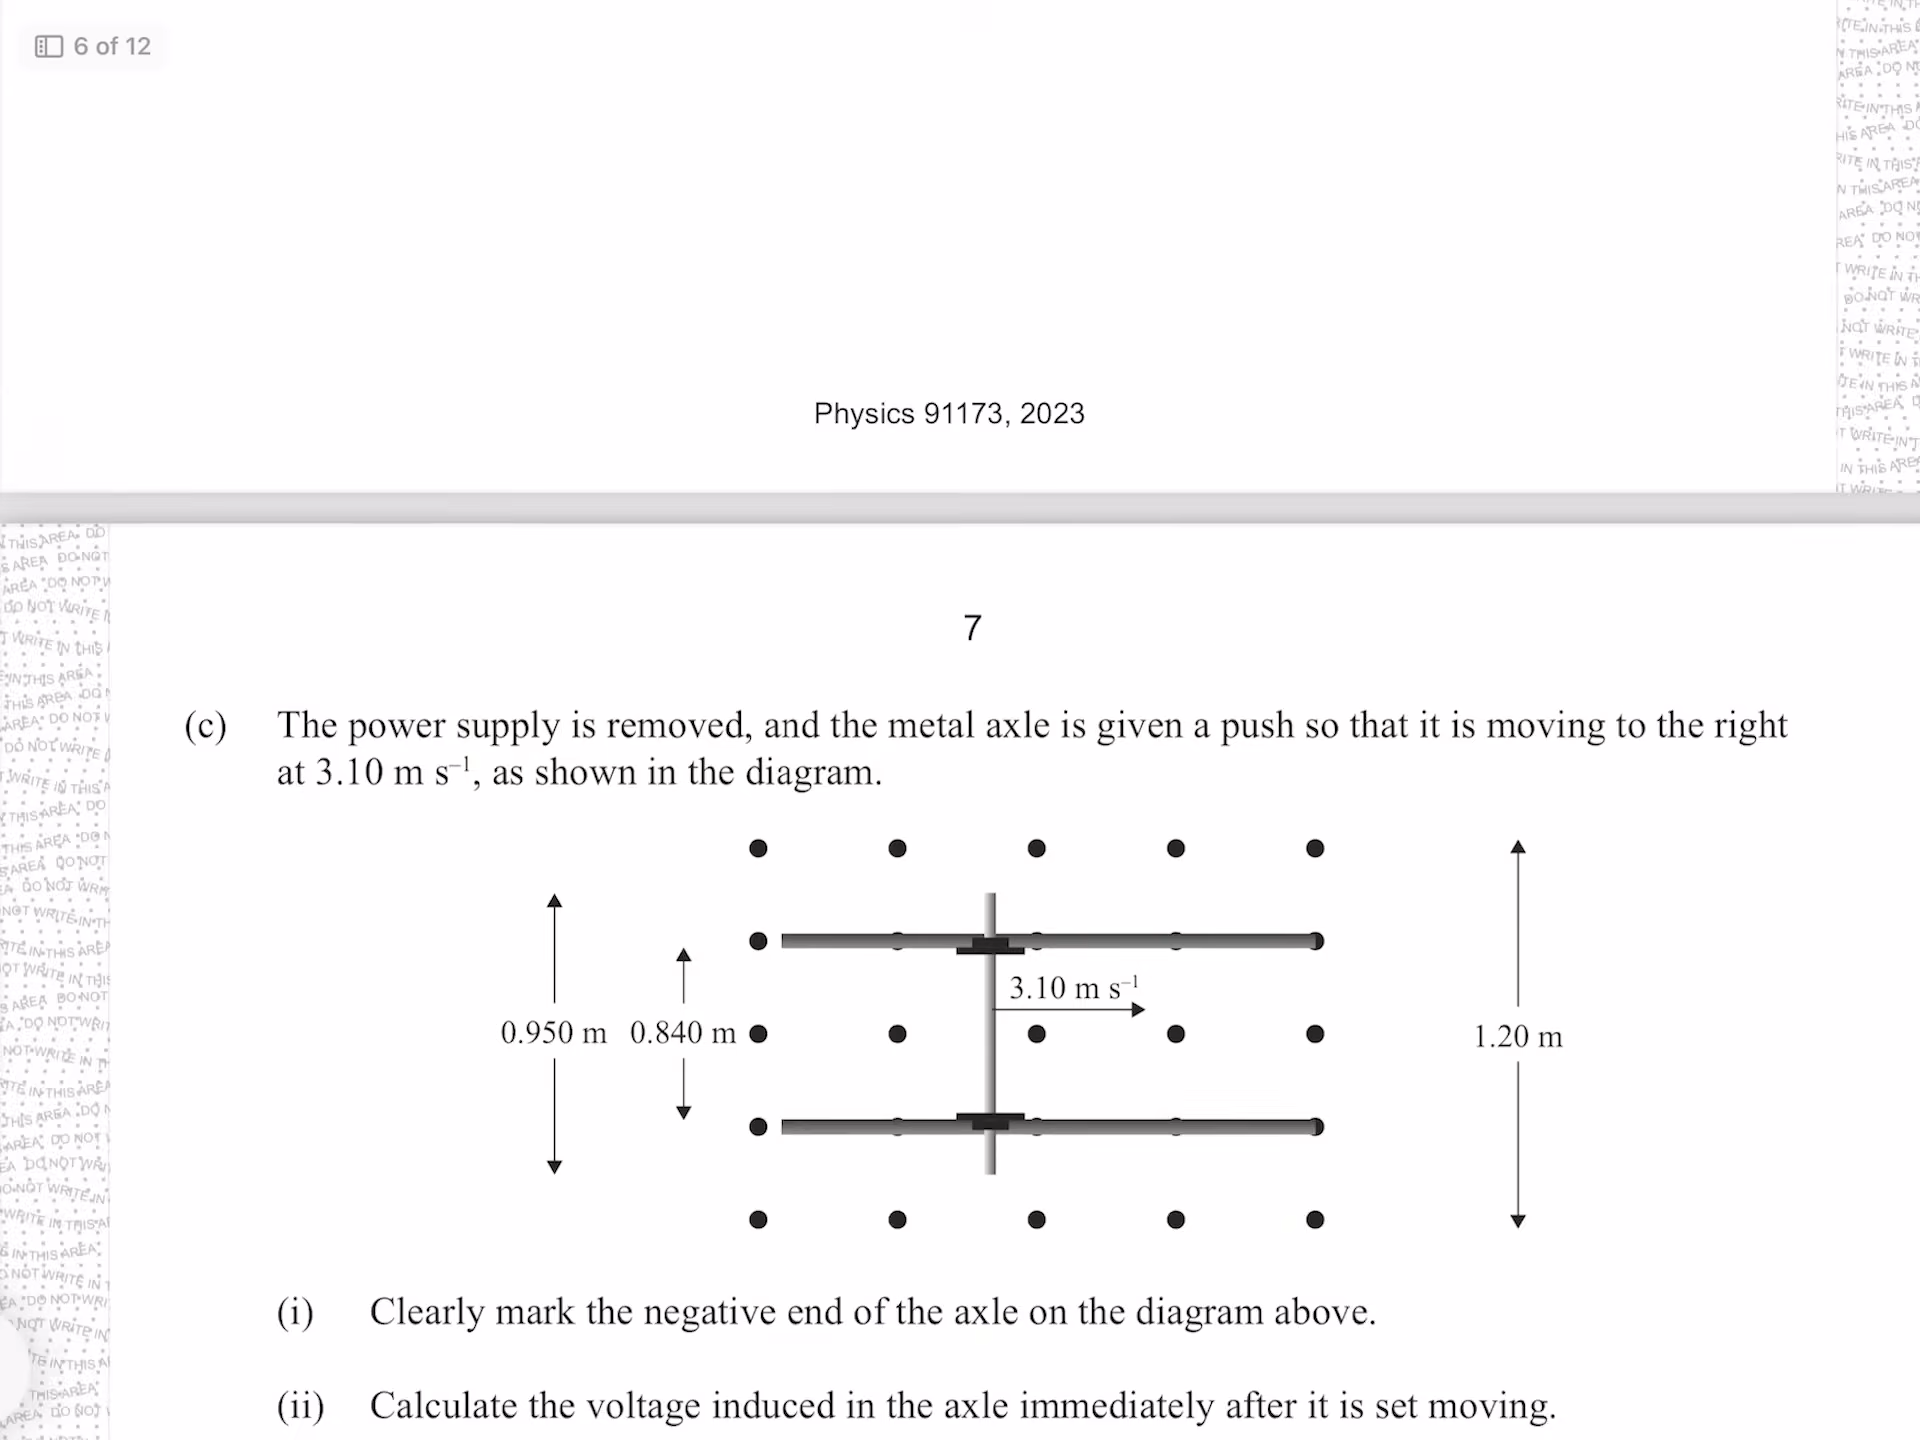 6 of 12
Physics 91173, 2023
7
(c) The power supply is removed, and the metal axle is given a push so that it is moving to the right
at 3.10 m s⁻¹, as shown in the diagram.
3.10 m s⁻¹
0.950 m 0.840 m 1.20 m
(i) Clearly mark the negative end of the axle on the diagram above.
(ii) Calculate the voltage induced in the axle immediately after it is set moving.